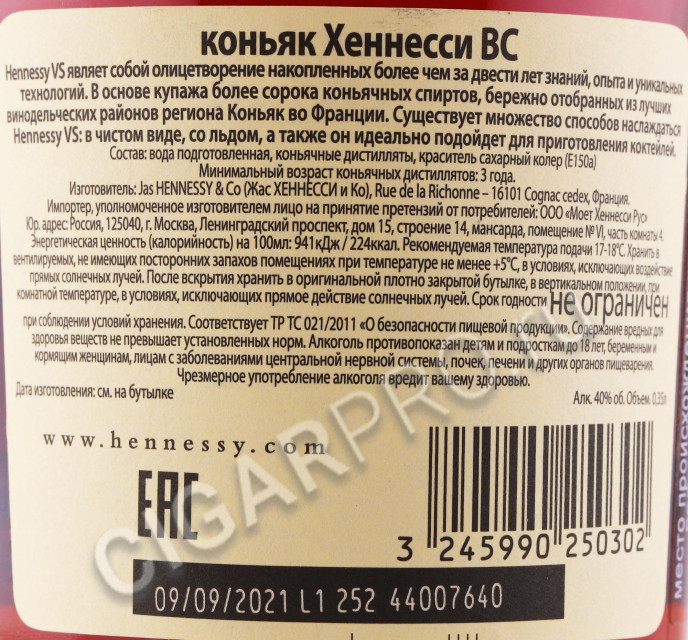 коньяк Хеннесси ВС
Hennessy VS являет собой олицетворение накопленных более чем за двести лет знаний, опыта и уникальных
технологий. В основе купажа более сорока коньячных спиртов, бережно отобранных из лучших
винодельческих районов региона Коньяк во Франции. Существует множество способов насладиться
Hennessy VS: в чистом виде, со льдом, а также он идеально подойдет для приготовления коктейлей.
Состав: вода подготовленная, коньячные дистилляты, краситель сахарный колер (E150a)
Минимальный возраст коньячных дистиллятов: 3 года.
Изготовитель: Jas HENNESSY & Co (Жас ХЕННЕССИ и Ко), Rue de la Richonne – 16101 Cognac cedex, Франция.
Импортер, уполномоченное изготовителем лицо на принятие претензий от потребителей: ООО «Моет Хеннесси Рус»
Юр. адрес: Россия, 125040, г. Москва, Ленинградский проспект, дом 15, строение 14, мансарда, помещение № VI, часть комнаты 4.
Энергетическая ценность (калорийность) на 100мл: 941кДж / 224ккал. Рекомендуемая температура подачи 17-18°С. Хранить в
вентилируемых, не имеющих посторонних запахов помещениях при температуре не менее +5°С, в условиях, исключающих воздействие
прямых солнечных лучей. После вскрытия хранить в оригинальной плотно закрытой бутылке, в вертикальном положении, при
комнатной температуре, в условиях, исключающих прямое действие солнечных лучей. Срок годности не ограничен
при соблюдении условий хранения. Соответствует ТР ТС 021/2011 «О безопасности пищевой продукции». Содержание вредных для
здоровья веществ не превышает установленных норм. Алкоголь противопоказан детям и подросткам до 18 лет, беременным и
кормящим женщинам, лицам с заболеваниями центральной нервной системы, почек, печени и других органов пищеварения.
Чрезмерное употребление алкоголя вредит вашему здоровью.
Дата изготовления: см. на бутылке
Алк. 40% об. Объем. 0.35л
www.hennessy.com
EAC
3 245990 250302
09/09/2021 L1 252 44007640
CIGARPRO.RU
место происхожден